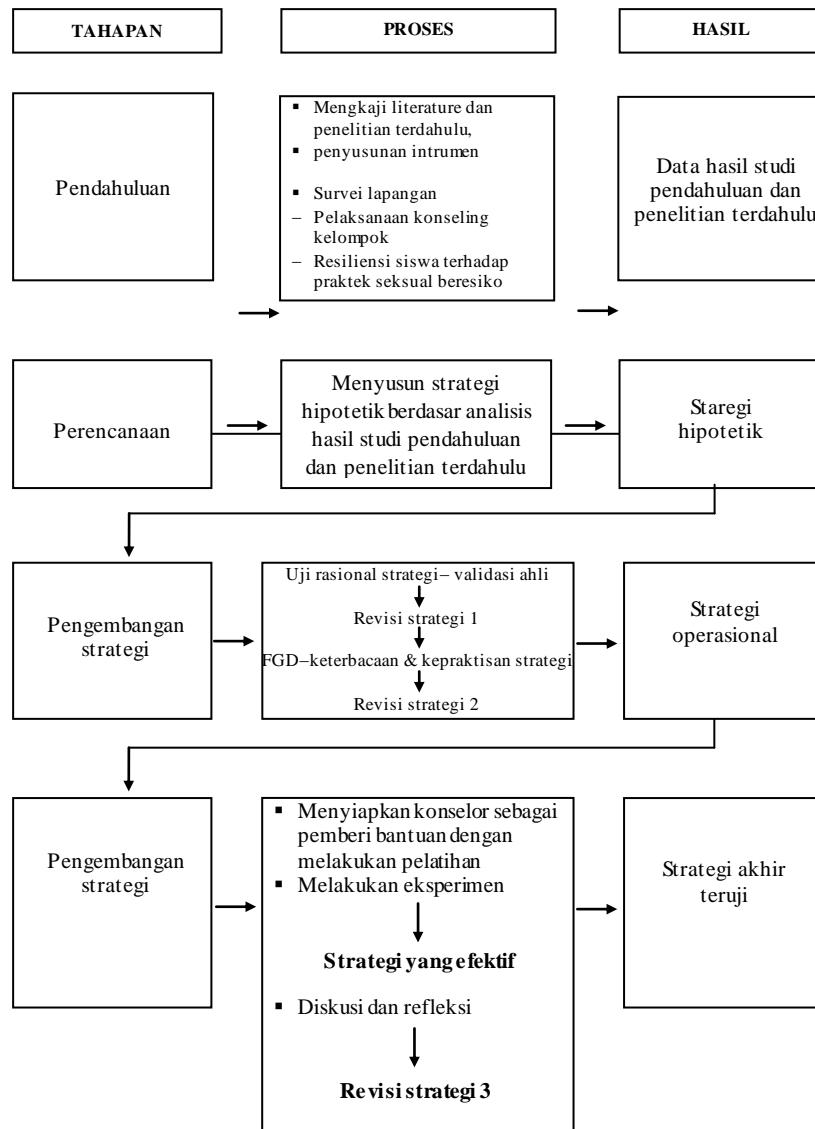 TAHAPAN
PROSES
HASIL
Pendahuluan
▪ Mengkaji literature dan
penelitian terdahulu,
▪ penyusunan intrumen
▪ Survei lapangan
– Pelaksanaan konseling
kelompok
– Resiliensi siswa terhadap
praktek seksual beresiko
Data hasil studi
pendahuluan dan
penelitian terdahulu
Perencanaan
Menyusun strategi
hipotetik berdasar analisis
hasil studi pendahuluan
dan penelitian terdahulu
Staregi
hipotetik
Pengembangan
strategi
Uji rasional strategi – validasi ahli
Revisi strategi 1
FGD–keterbacaan & kepraktisan strategi
Revisi strategi 2
Strategi
operasional
Pengembangan
strategi
▪ Menyiapkan konselor sebagai
pemberi bantuan dengan
melakukan pelatihan
▪ Melakukan eksperimen
Strategi yang efektif
▪ Diskusi dan refleksi
Revisi strategi 3
Strategi akhir
teruji